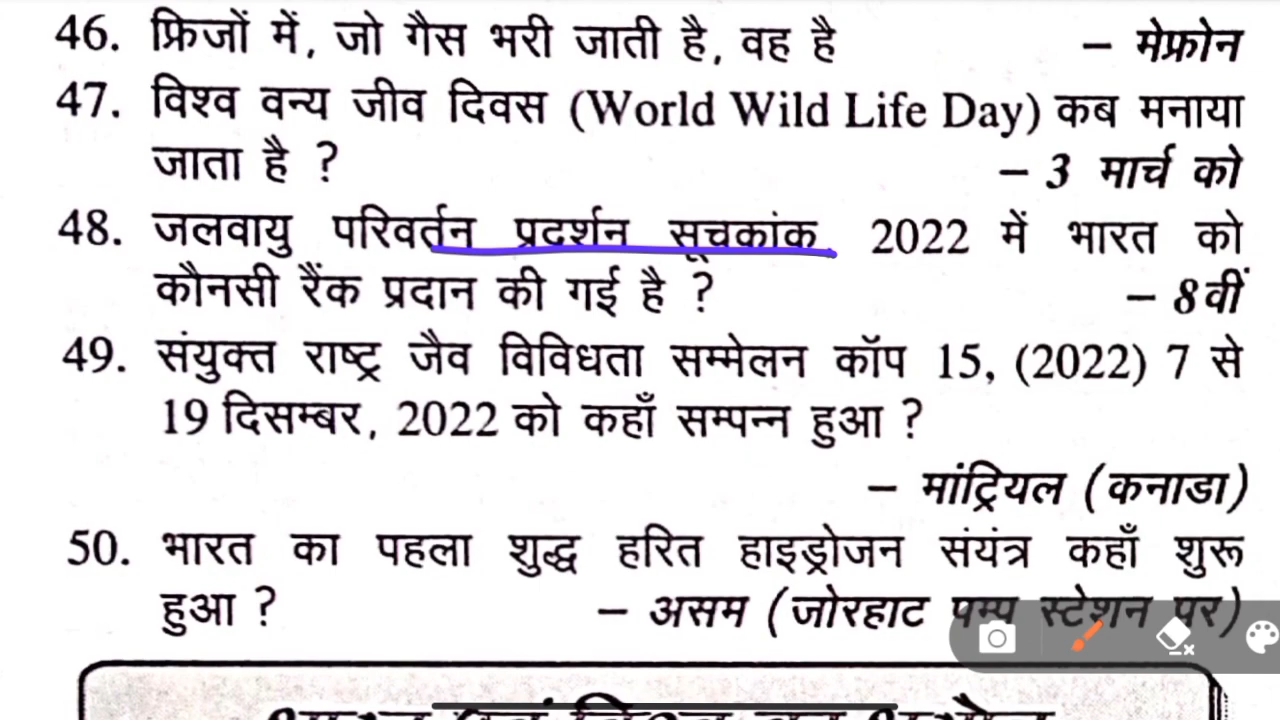 46. फ्रिजों में, जो गैस भरी जाती है, वह है – मेफ्रोन
47. विश्व वन्य जीव दिवस (World Wild Life Day) कब मनाया
जाता है ? – 3 मार्च को
48. जलवायु परिवर्तन प्रदर्शन सूचकांक 2022 में भारत को
कौनसी रैंक प्रदान की गई है ? – 8वीं
49. संयुक्त राष्ट्र जैव विविधता सम्मेलन कॉप 15, (2022) 7 से
19 दिसम्बर, 2022 को कहाँ सम्पन्न हुआ ?
– मांट्रियल (कनाडा)
50. भारत का पहला शुद्ध हरित हाइड्रोजन संयंत्र कहाँ शुरू
हुआ ? – असम (जोरहाट पम्प स्टेशन पर)